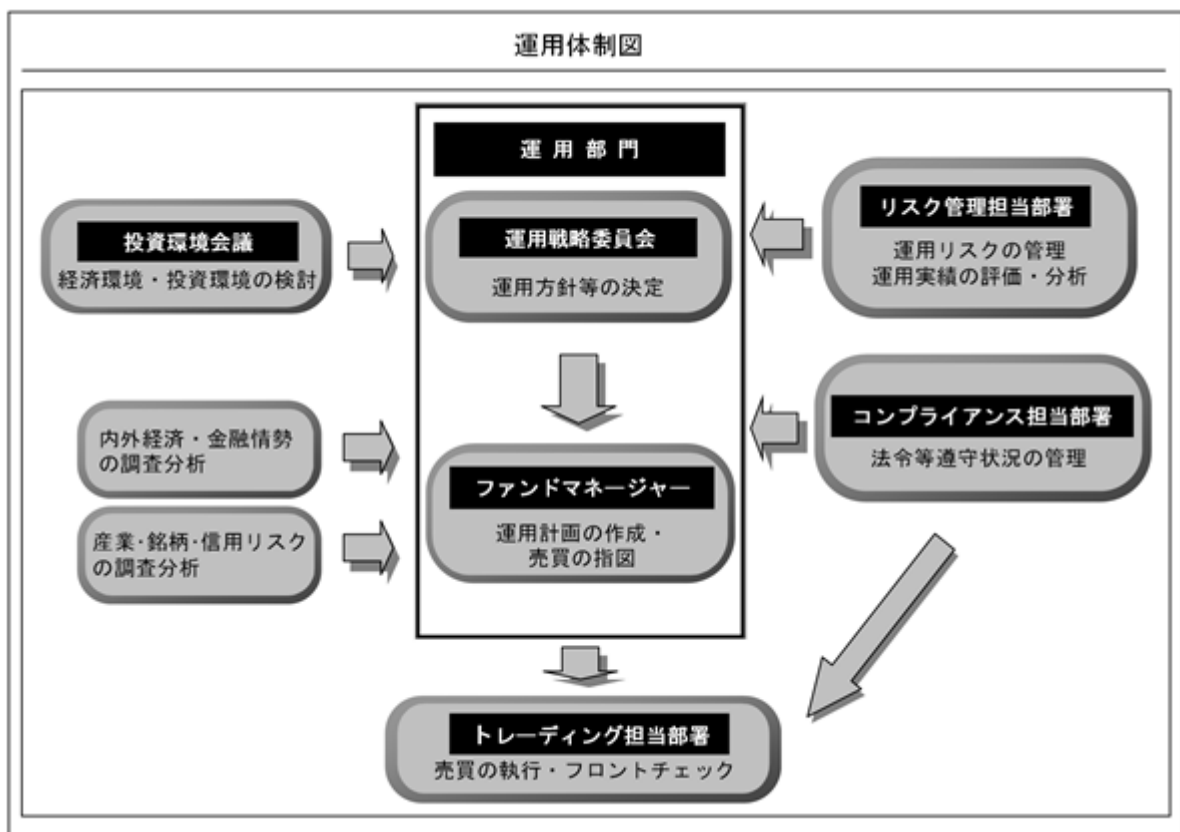 運用体制図
運用部門
投資環境会議
経済環境・投資環境の検討
運用戦略委員会
運用方針等の決定
リスク管理担当部署
運用リスクの管理
運用実績の評価・分析
内外経済・金融情勢
の調査分析
産業・銘柄・信用リスク
の調査分析
ファンドマネージャー
運用計画の作成・
売買の指図
コンプライアンス担当部署
法令等遵守状況の管理
トレーディング担当部署
売買の執行・フロントチェック